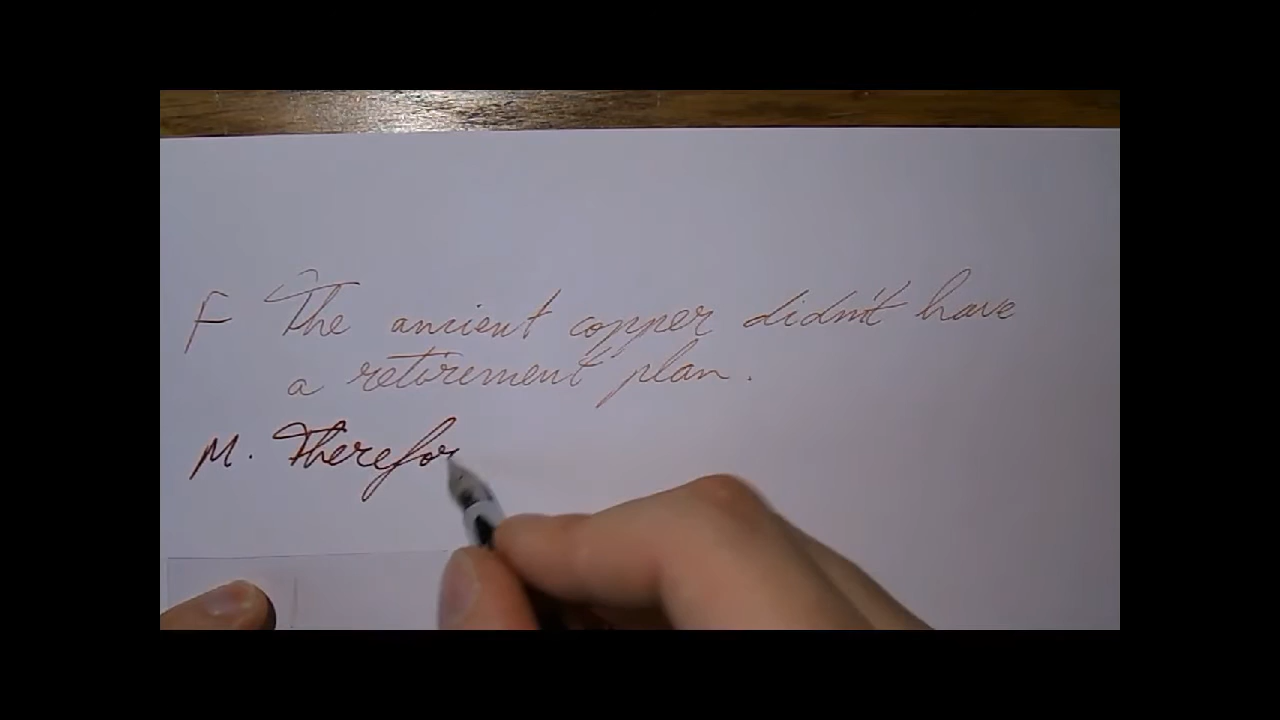 F The ancient copper didn't have
a retirement plan.
M. Therefor